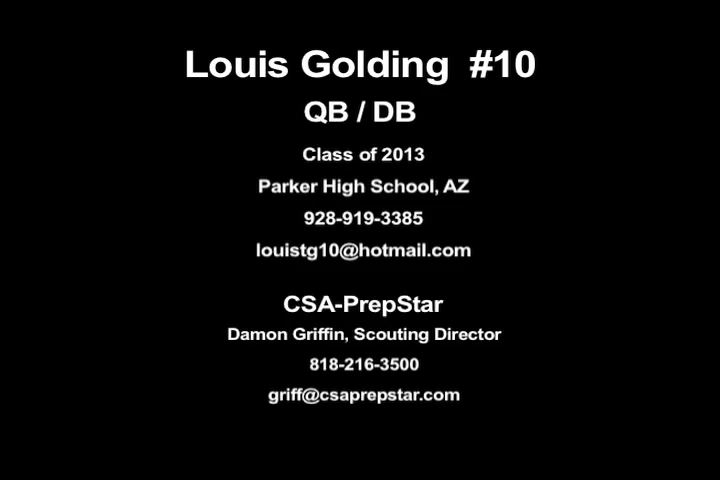 Louis Golding #10
QB / DB
Class of 2013
Parker High School, AZ
928-919-3385
louistg10@hotmail.com
CSA-PrepStar
Damon Griffin, Scouting Director
818-216-3500
griff@csaprepstar.com